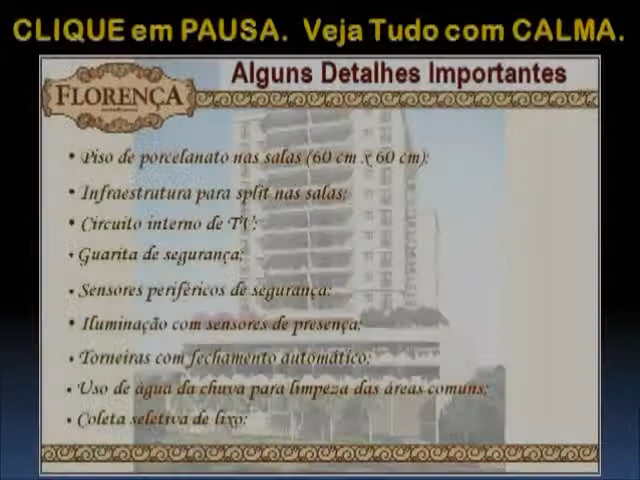 CLIQUE em PAUSA. Veja Tudo com CALMA.
Alguns Detalhes Importantes
FLORENÇA
• Piso de porcelanato nas salas (60 cm x 60 cm);
• Infraestrutura para split nas salas;
• Circuito interno de TV;
• Guarita de segurança;
• Sensores periféricos de segurança;
• Iluminação com sensores de presença;
• Torneiras com fechamento automático;
• Uso de água da chuva para limpeza das áreas comuns;
• Coleta seletiva de lixo;